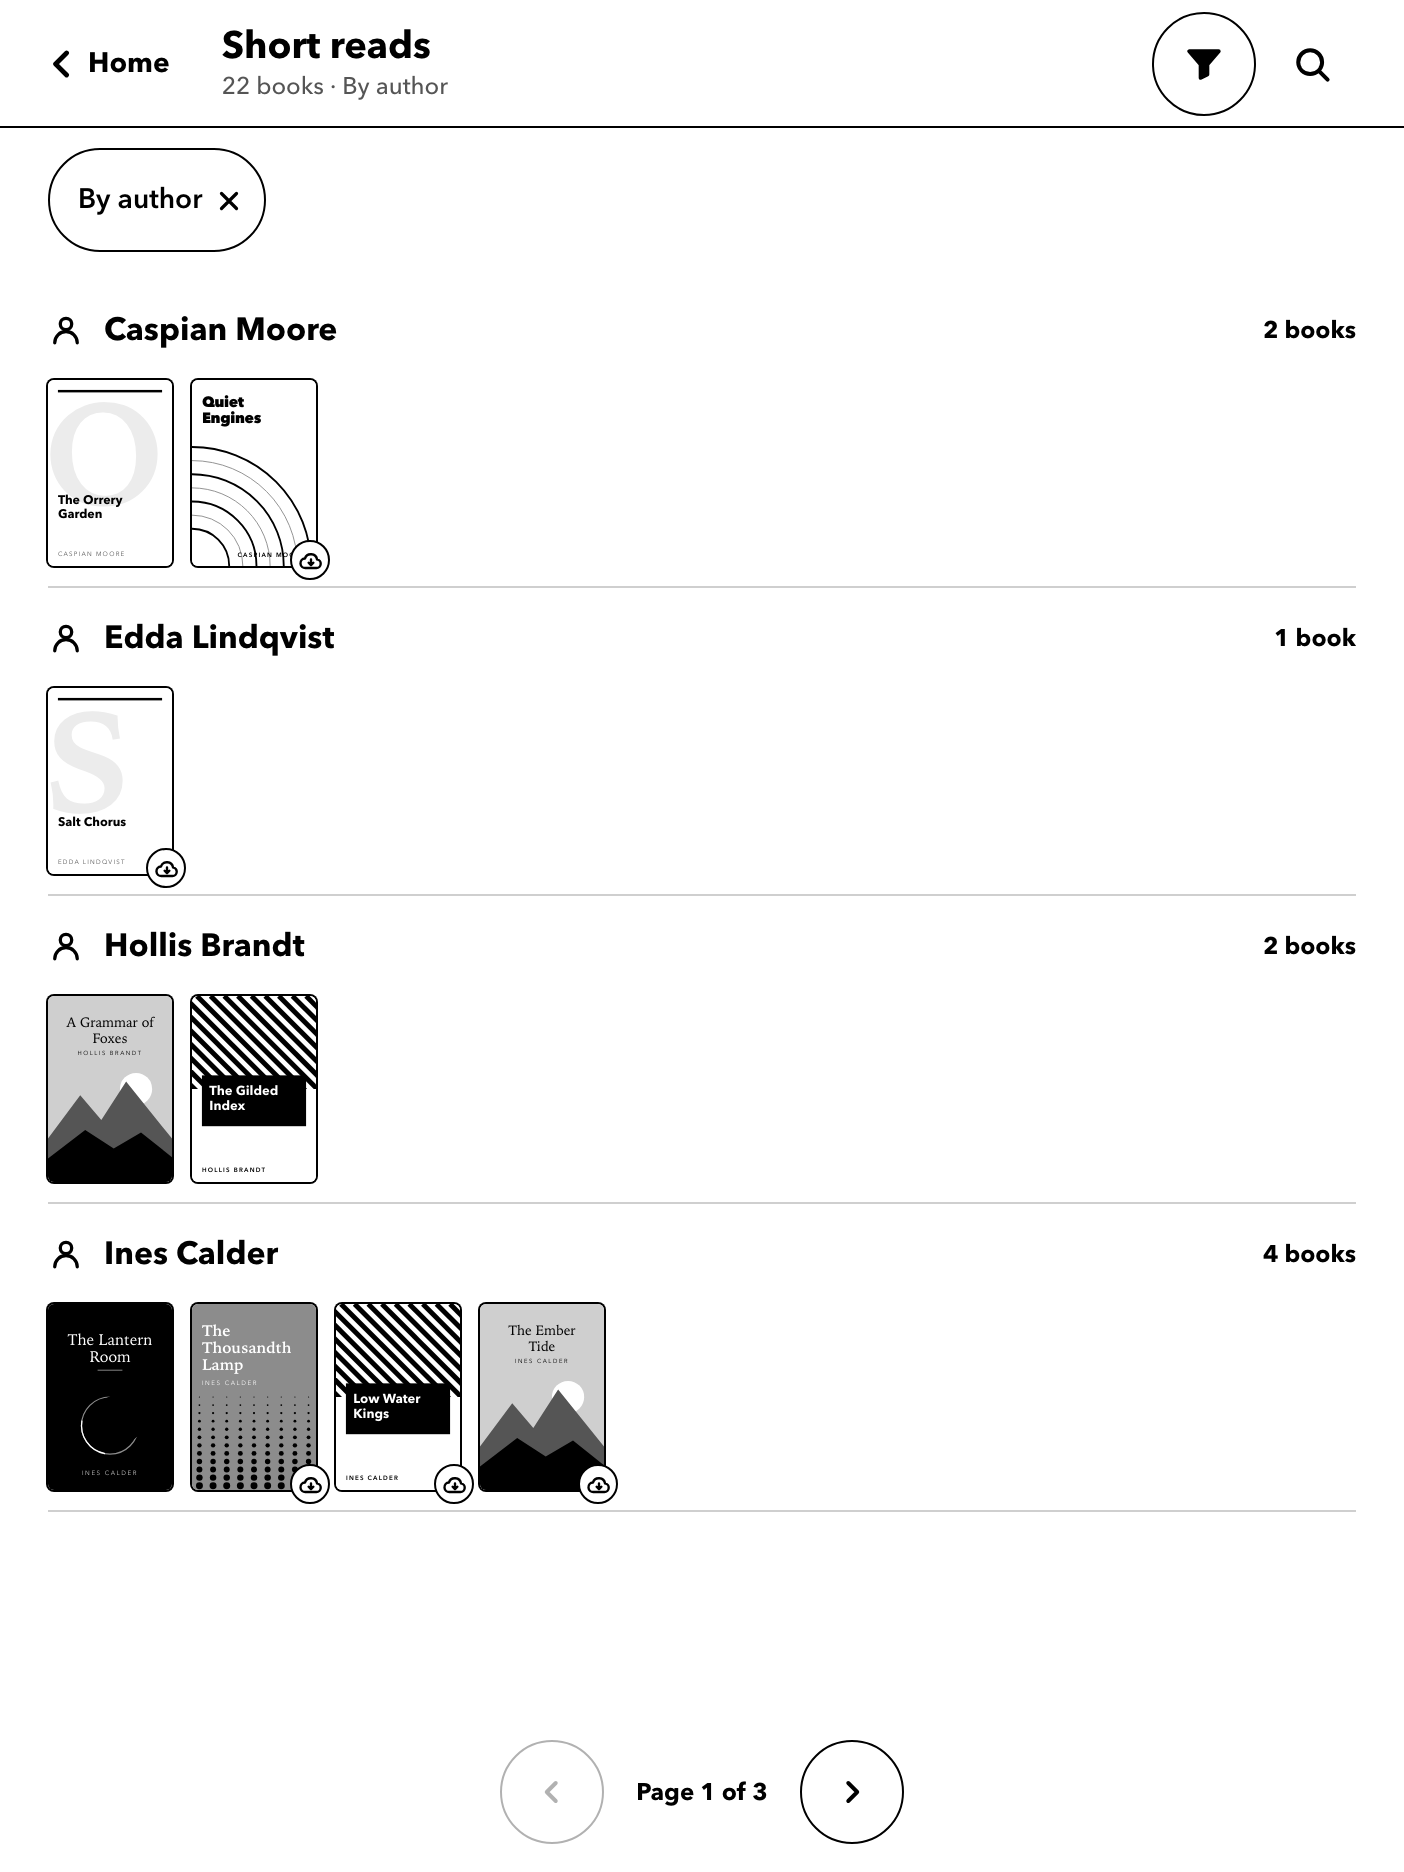 Home
Short reads
22 books · By author
By author
Caspian Moore
2 books
O
The Orrery
Garden
CASPIAN MOORE
Quiet
Engines
CASPIAN
Edda Lindqvist
1 book
S
Salt Chorus
EDDA LINDQVIST
Hollis Brandt
2 books
A Grammar of
Foxes
HOLLIS BRANDT
The Gilded
Index
HOLLIS BRANDT
Ines Calder
4 books
The Lantern
Room
INES CALDER
The
Thousandth
Lamp
INES CALDER
Low Water
Kings
INES CALDER
The Ember
Tide
INES CALDER
Page 1 of 3